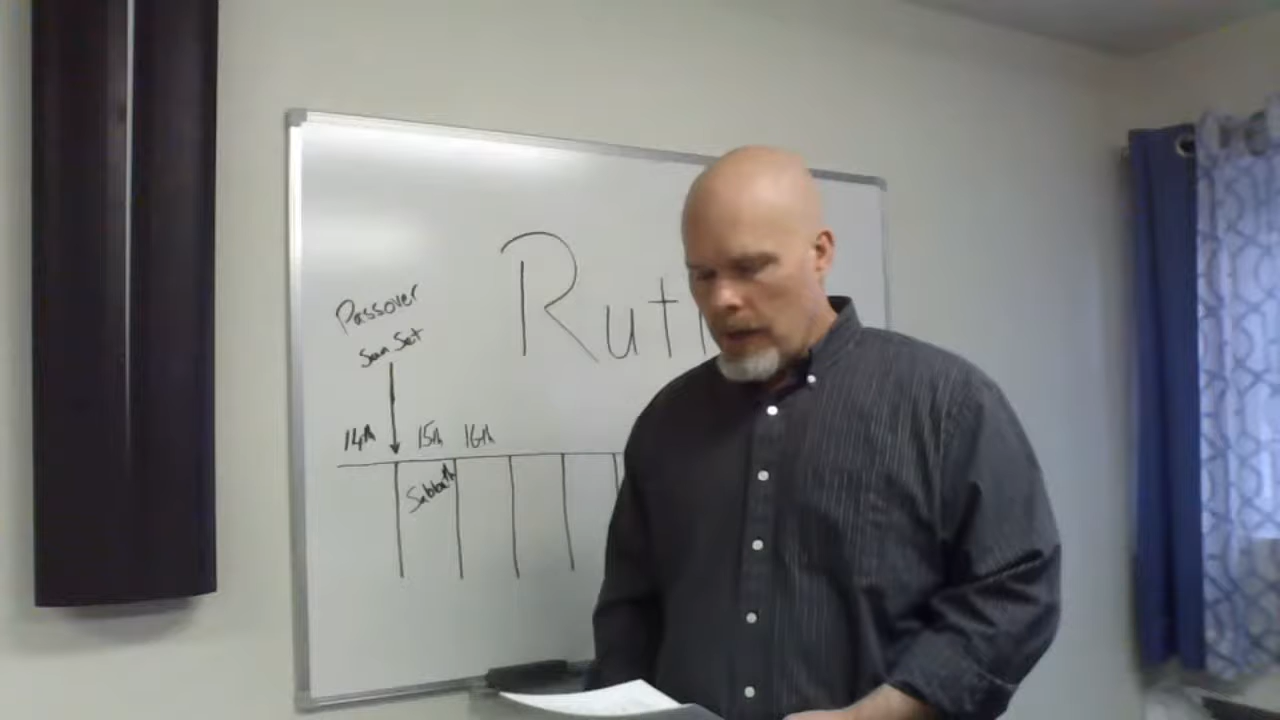 Passover
Sun Set
Rut
14th 15th 16th
Sabbath